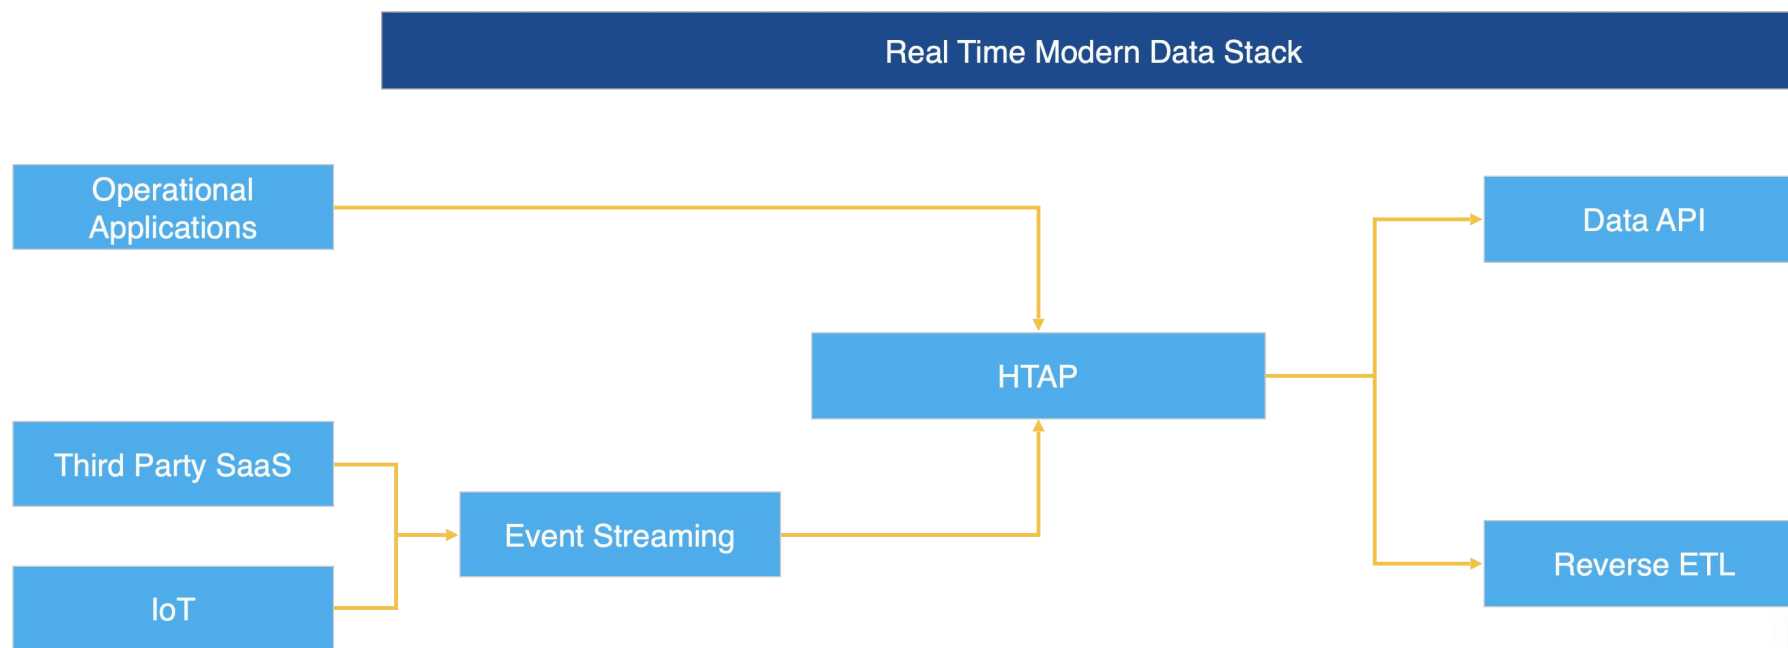 Real Time Modern Data Stack
Operational
Applications
Data API
HTAP
Third Party SaaS
Event Streaming
Reverse ETL
IoT